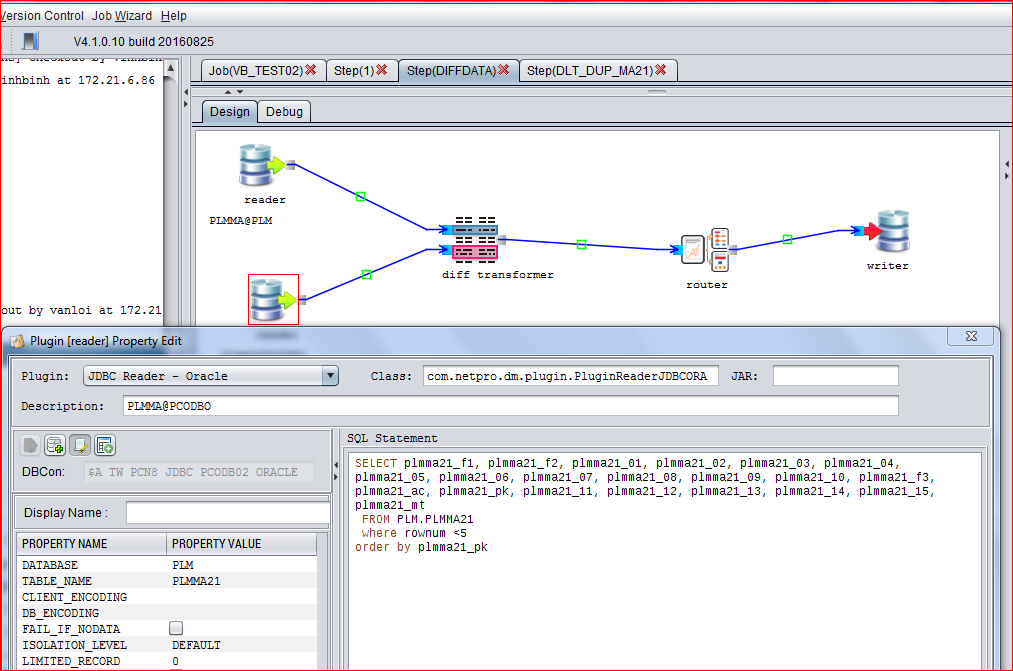 Version Control Job Wizard Help
V4.1.0.10 build 20160825
inhbinh at 172.21.6.86
out by vanloi at 172.21
Job(VB_TEST02) Step(1) Step(DIFFDATA) Step(DLT_DUP_MA21)
Design Debug
reader
PLMMA@PLM
diff transformer
router
writer
Plugin [reader] Property Edit
Plugin: JDBC Reader - Oracle Class: com.netpro.dm.plugin.PluginReaderJDBCORA JAR:
Description: PLMMA@PCODBO
DBCon: $A TW PCN8 JDBC PCODB02 ORACLE
Display Name :
PROPERTY NAME PROPERTY VALUE
DATABASE PLM
TABLE_NAME PLMMA21
CLIENT_ENCODING
DB_ENCODING
FAIL_IF_NODATA
ISOLATION_LEVEL DEFAULT
LIMITED_RECORD 0
SQL Statement
SELECT plmma21_f1, plmma21_f2, plmma21_01, plmma21_02, plmma21_03, plmma21_04,
plmma21_05, plmma21_06, plmma21_07, plmma21_08, plmma21_09, plmma21_10, plmma21_f3,
plmma21_ac, plmma21_pk, plmma21_11, plmma21_12, plmma21_13, plmma21_14, plmma21_15,
plmma21_mt
FROM PLM.PLMMA21
where rownum <5
order by plmma21_pk